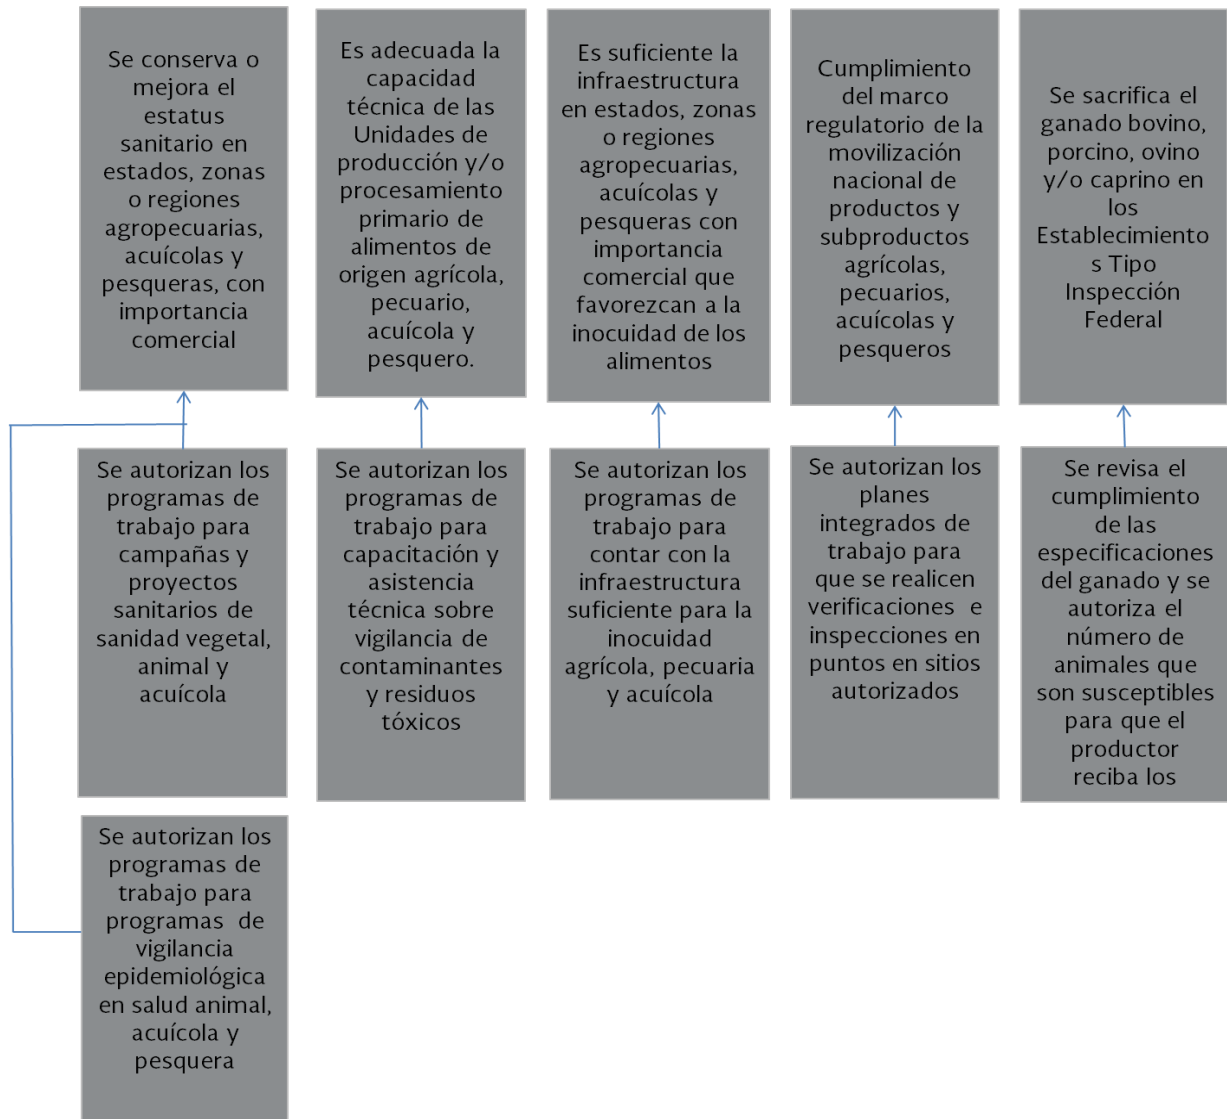 Se conserva o
mejora el
estatus
sanitario en
estados, zonas
o regiones
agropecuarias,
acuícolas y
pesqueras, con
importancia
comercial
Es adecuada la
capacidad
técnica de las
Unidades de
producción y/o
procesamiento
primario de
alimentos de
origen agrícola,
pecuario,
acuícola y
pesquero.
Es suficiente la
infraestructura
en estados, zonas
o regiones
agropecuarias,
acuícolas y
pesqueras con
importancia
comercial que
favorezcan a la
inocuidad de los
alimentos
Cumplimiento
del marco
regulatorio de la
movilización
nacional de
productos y
subproductos
agrícolas,
pecuarios,
acuícolas y
pesqueros
Se sacrifica el
ganado bovino,
porcino, ovino
y/o caprino en
los
Establecimiento
s Tipo
Inspección
Federal
Se autorizan los
programas de
trabajo para
campañas y
proyectos
sanitarios de
sanidad vegetal,
animal y
acuícola
Se autorizan los
programas de
trabajo para
capacitación y
asistencia
técnica sobre
vigilancia de
contaminantes
y residuos
tóxicos
Se autorizan los
programas de
trabajo para
contar con la
infraestructura
suficiente para la
inocuidad
agrícola, pecuaria
y acuícola
Se autorizan los
planes
integrados de
trabajo para
que se realicen
verificaciones e
inspecciones en
puntos en sitios
autorizados
Se revisa el
cumplimiento
de las
especificaciones
del ganado y se
autoriza el
número de
animales que
son susceptibles
para que el
productor
reciba los
Se autorizan los
programas de
trabajo para
programas de
vigilancia
epidemiológica
en salud animal,
acuícola y
pesquera